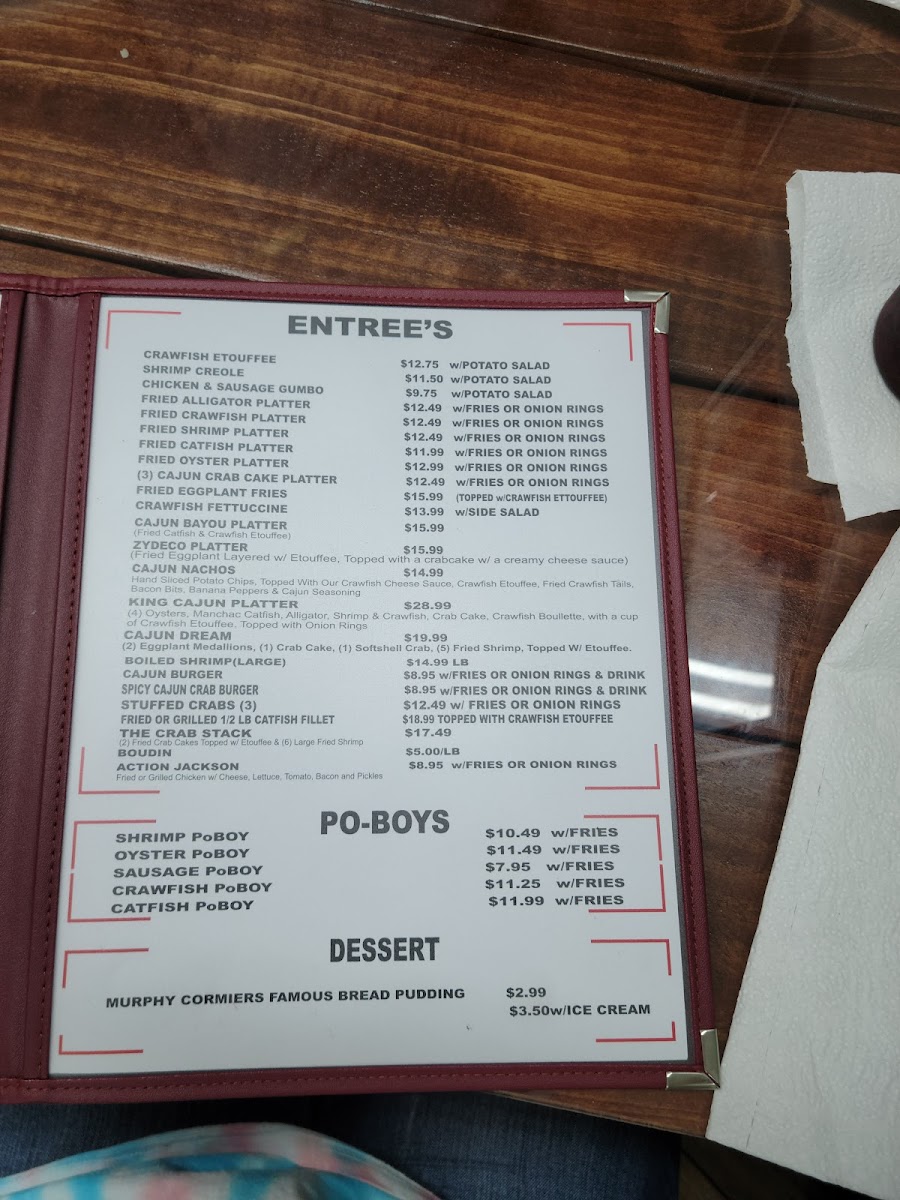 ENTREE'S
CRAWFISH ETOUFFEE $12.75 w/POTATO SALAD
SHRIMP CREOLE $11.50 w/POTATO SALAD
CHICKEN & SAUSAGE GUMBO $9.75 w/POTATO SALAD
FRIED ALLIGATOR PLATTER $12.49 w/FRIES OR ONION RINGS
FRIED CRAWFISH PLATTER $12.49 w/FRIES OR ONION RINGS
FRIED SHRIMP PLATTER $12.49 w/FRIES OR ONION RINGS
FRIED CATFISH PLATTER $11.99 w/FRIES OR ONION RINGS
FRIED OYSTER PLATTER $12.99 w/FRIES OR ONION RINGS
(3) CAJUN CRAB CAKE PLATTER $12.49 w/FRIES OR ONION RINGS
FRIED EGGPLANT FRIES $15.99 (TOPPED w/CRAWFISH ETTOUFFEE)
CRAWFISH FETTUCCINE $13.99 w/SIDE SALAD
CAJUN BAYOU PLATTER $15.99
(Fried Catfish & Crawfish Etouffee)
ZYDECO PLATTER $15.99
(Fried Eggplant Layered w/ Etouffee, Topped with a crabcake w/ a creamy cheese sauce)
CAJUN NACHOS $14.99
Hand Sliced Potato Chips, Topped With Our Crawfish Cheese Sauce, Crawfish Etouffee, Fried Crawfish Tails,
Bacon Bits, Banana Peppers & Cajun Seasoning
KING CAJUN PLATTER $28.99
(4) Oysters, Manchac Catfish, Alligator, Shrimp & Crawfish, Crab Cake, Crawfish Boullette, with a cup
of Crawfish Etouffee, Topped with Onion Rings
CAJUN DREAM $19.99
(2) Eggplant Medallions, (1) Crab Cake, (1) Softshell Crab, (5) Fried Shrimp, Topped W/ Etouffee.
BOILED SHRIMP(LARGE) $14.99 LB
CAJUN BURGER $8.95 w/FRIES OR ONION RINGS & DRINK
SPICY CAJUN CRAB BURGER $8.95 w/FRIES OR ONION RINGS & DRINK
STUFFED CRABS (3) $12.49 w/ FRIES OR ONION RINGS
FRIED OR GRILLED 1/2 LB CATFISH FILLET $18.99 TOPPED WITH CRAWFISH ETOUFFEE
THE CRAB STACK $17.49
(2) Fried Crab Cakes Topped w/ Etouffee & (6) Large Fried Shrimp
BOUDIN $5.00/LB
ACTION JACKSON $8.95 w/FRIES OR ONION RINGS
Fried or Grilled Chicken w/ Cheese, Lettuce, Tomato, Bacon and Pickles
PO-BOYS
SHRIMP PoBOY $10.49 w/FRIES
OYSTER PoBOY $11.49 w/FRIES
SAUSAGE PoBOY $7.95 w/FRIES
CRAWFISH PoBOY $11.25 w/FRIES
CATFISH PoBOY $11.99 w/FRIES
DESSERT
MURPHY CORMIERS FAMOUS BREAD PUDDING $2.99
$3.50w/ICE CREAM